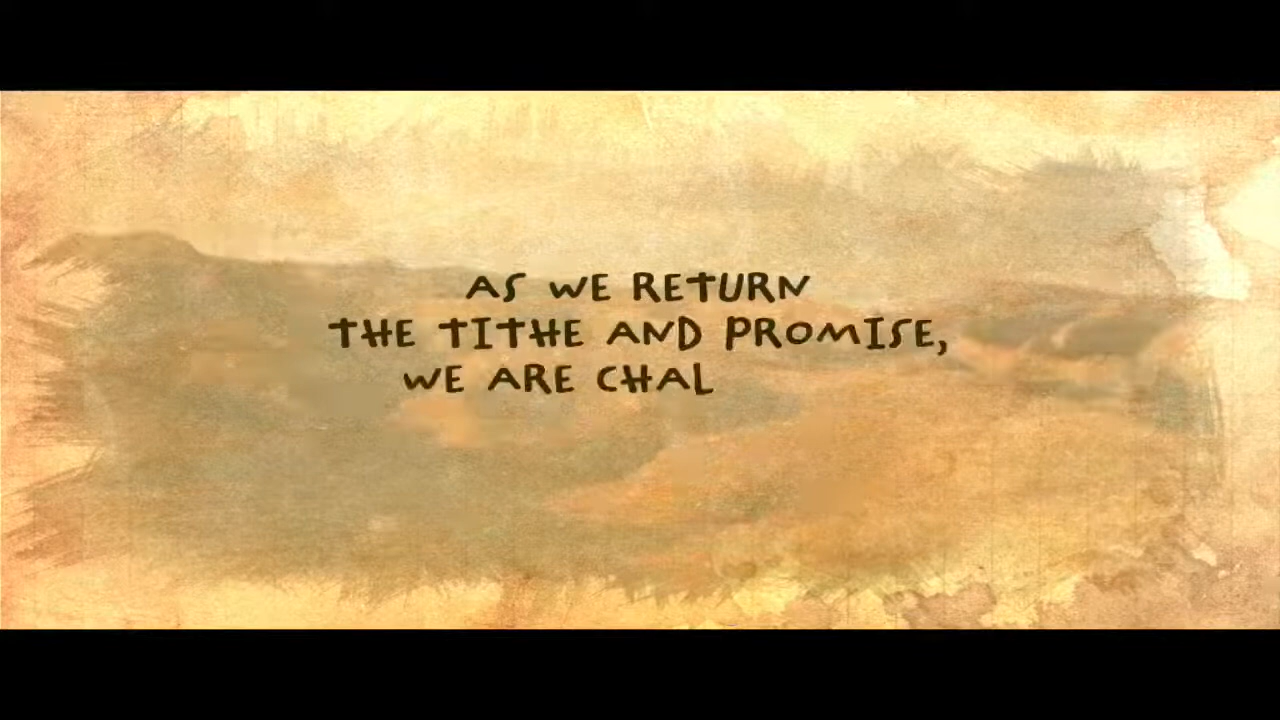 AS WE RETURN
THE TITHE AND PROMISE,
WE ARE CHAL